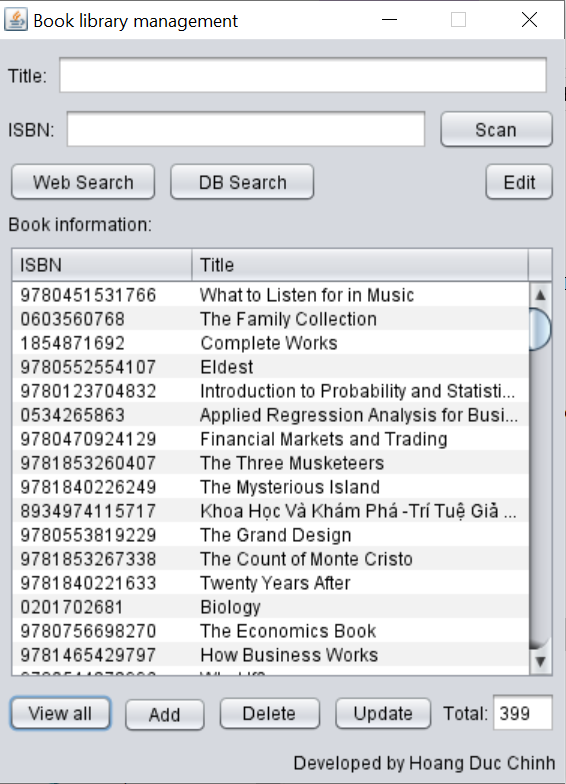 Book library management
Title:
ISBN: Scan
Web Search DB Search Edit
Book information:
ISBN Title
9780451531766 What to Listen for in Music
0603560768 The Family Collection
1854871692 Complete Works
9780552554107 Eldest
9780123704832 Introduction to Probability and Statisti...
0534265863 Applied Regression Analysis for Busi...
9780470924129 Financial Markets and Trading
9781853260407 The Three Musketeers
9781840226249 The Mysterious Island
8934974115717 Khoa Học Và Khám Phá -Trí Tuệ Giả ...
9780553819229 The Grand Design
9781853267338 The Count of Monte Cristo
9781840221633 Twenty Years After
0201702681 Biology
9780756698270 The Economics Book
9781465429797 How Business Works
What If?
View all Add Delete Update Total: 399
Developed by Hoang Duc Chinh